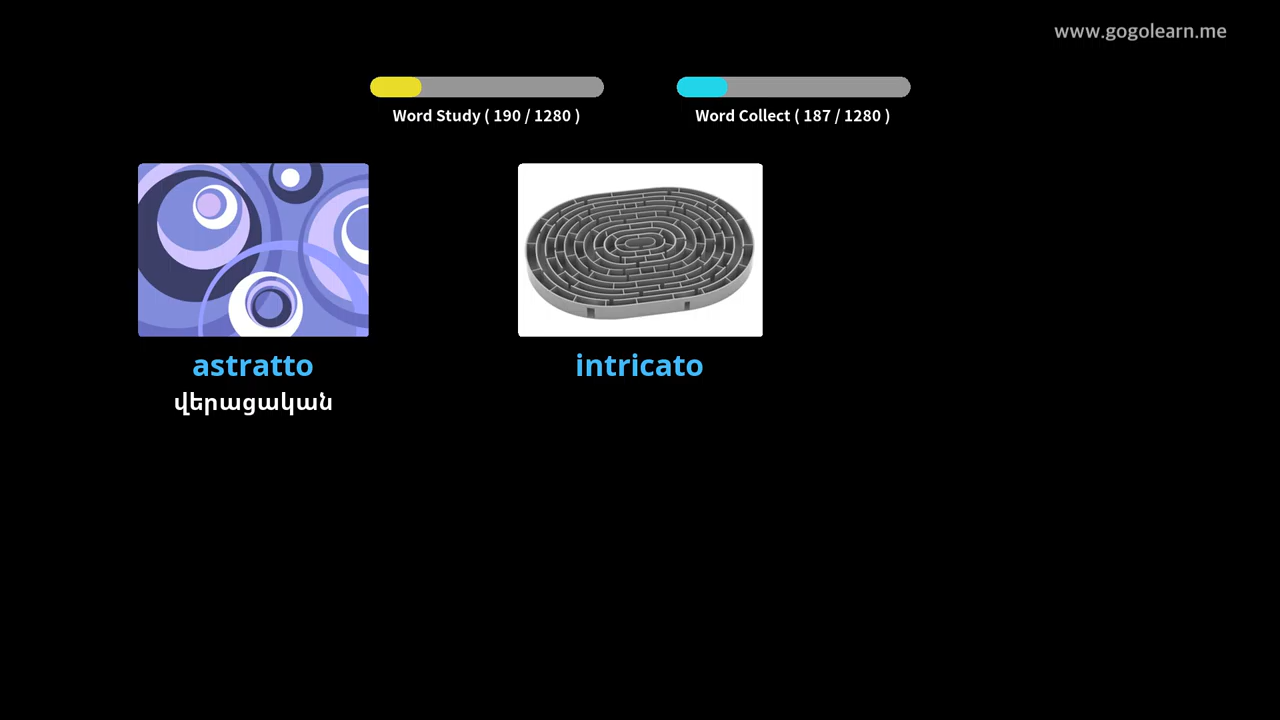 www.gogolearn.me
Word Study ( 190 / 1280 )
Word Collect ( 187 / 1280 )
astratto
վերացական
intricato